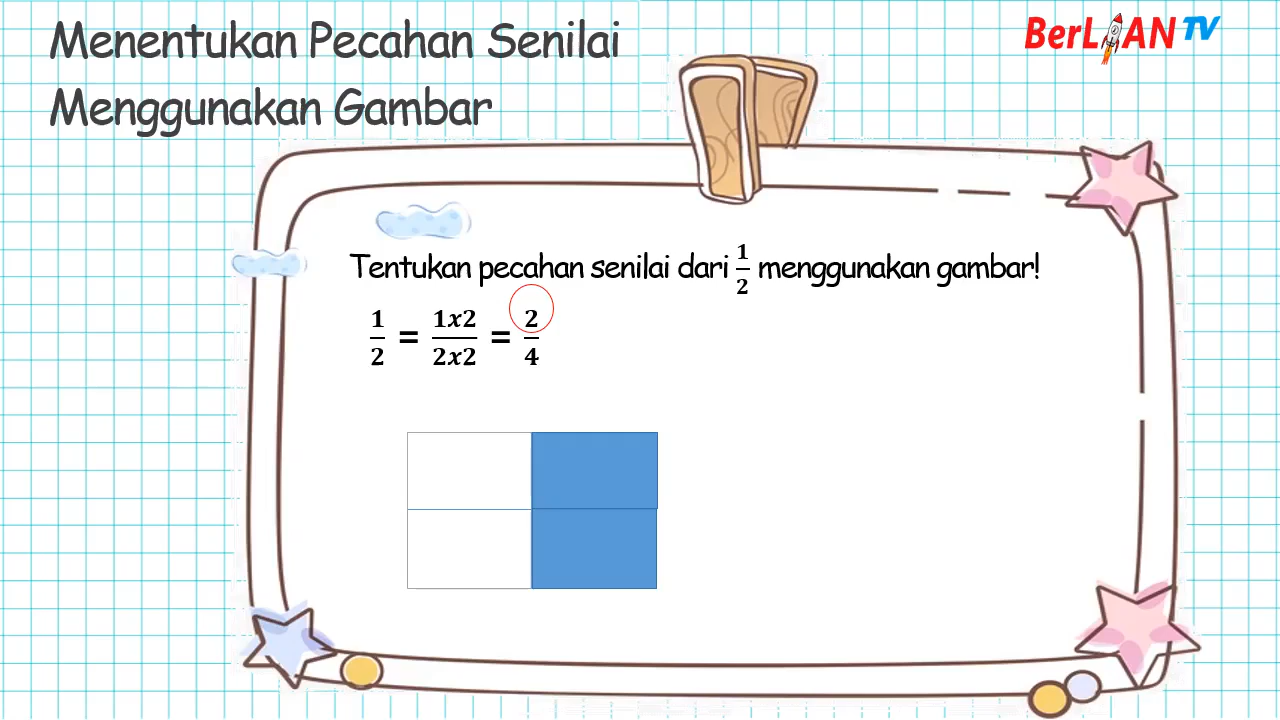 Menentukan Pecahan Senilai
Menggunakan Gambar
BerLIAN TV
Tentukan pecahan senilai dari 1/2 menggunakan gambar!
1/2 = 1x2/2x2 = 2/4